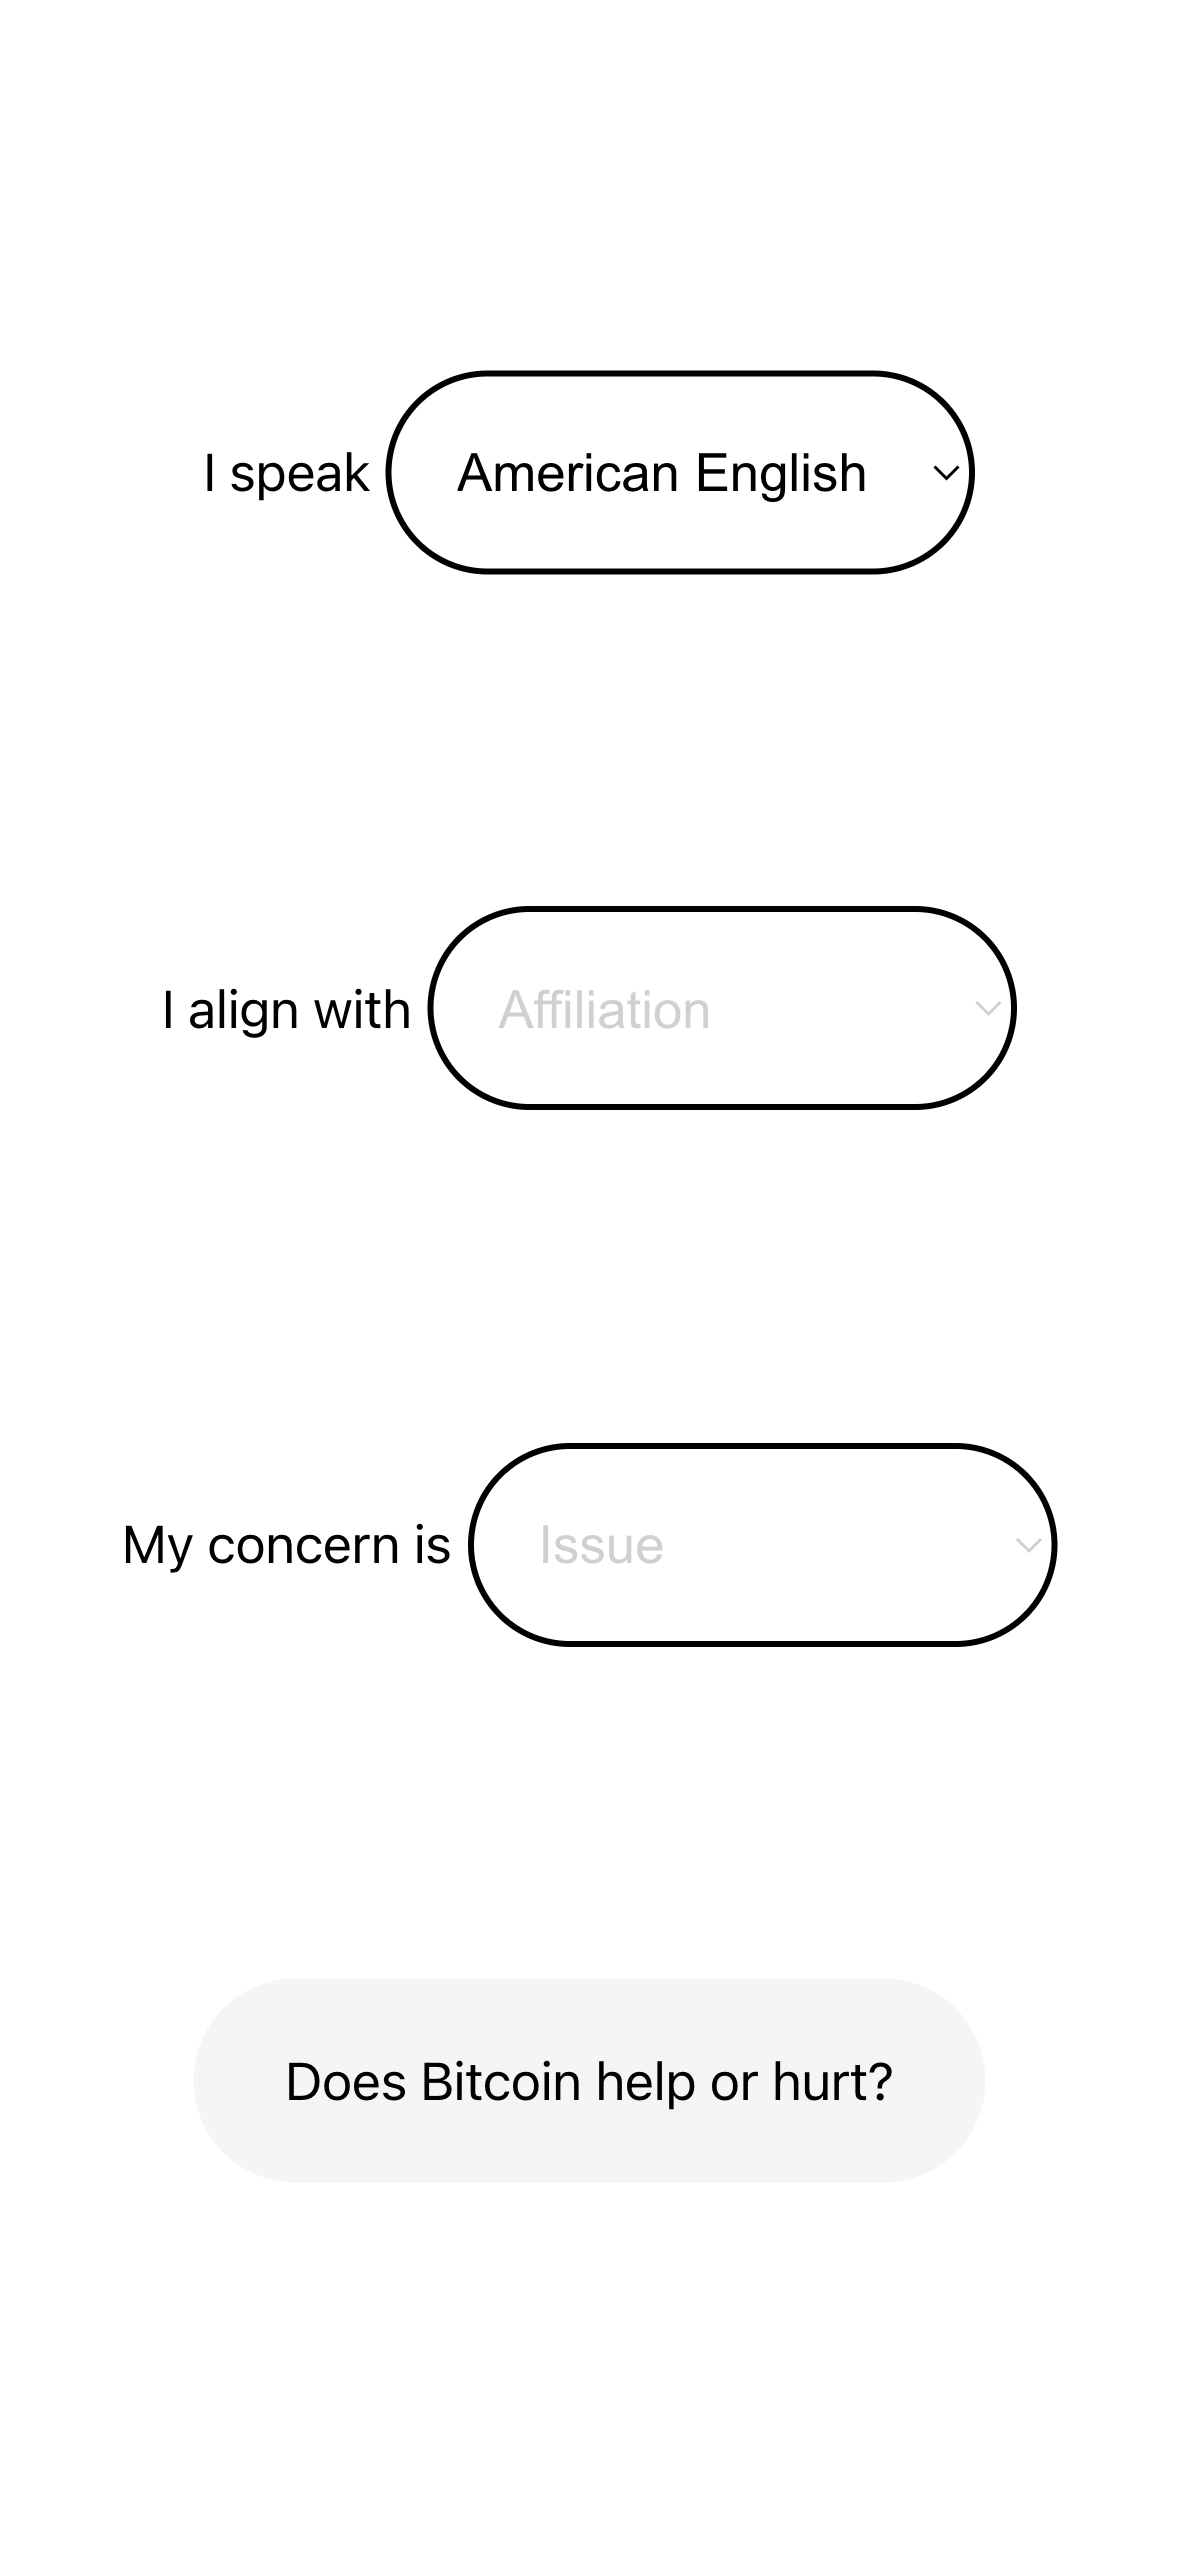 I speak American English
I align with Affiliation
My concern is Issue
Does Bitcoin help or hurt?